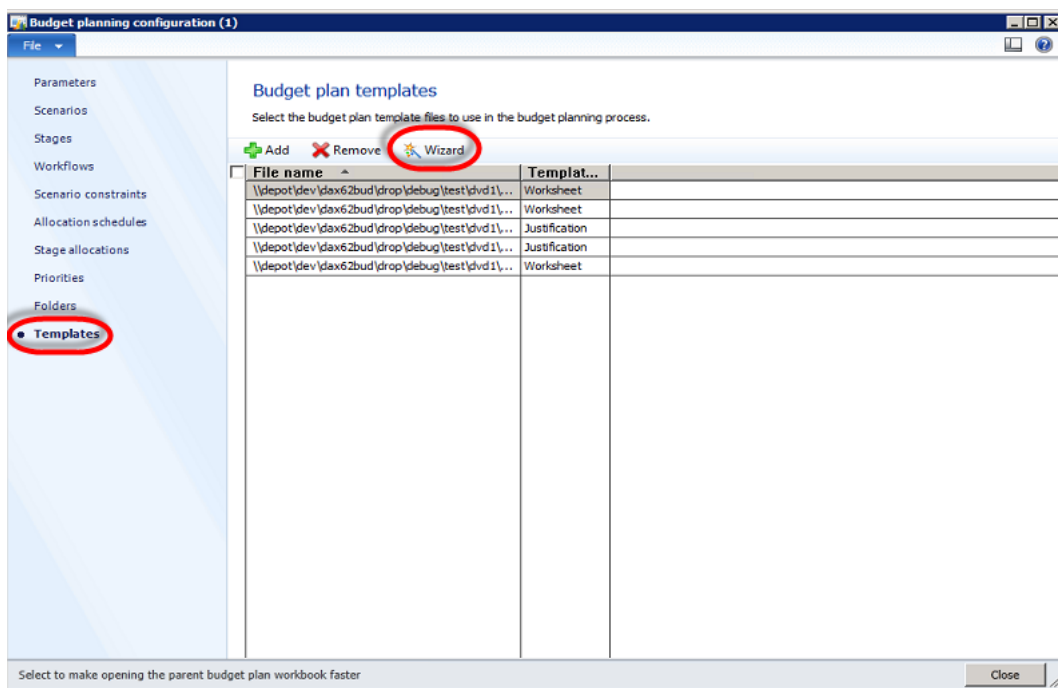 Budget planning configuration (1)
File
Parameters
Scenarios
Stages
Workflows
Scenario constraints
Allocation schedules
Stage allocations
Priorities
Folders
Templates
Budget plan templates
Select the budget plan template files to use in the budget planning process.
Add Remove Wizard
File name Templat...
\\depot\dev\dax62bud\drop\debug\test\dvd1\... Worksheet
\\depot\dev\dax62bud\drop\debug\test\dvd1\... Worksheet
\\depot\dev\dax62bud\drop\debug\test\dvd1\... Justification
\\depot\dev\dax62bud\drop\debug\test\dvd1\... Justification
\\depot\dev\dax62bud\drop\debug\test\dvd1\... Worksheet
Select to make opening the parent budget plan workbook faster
Close